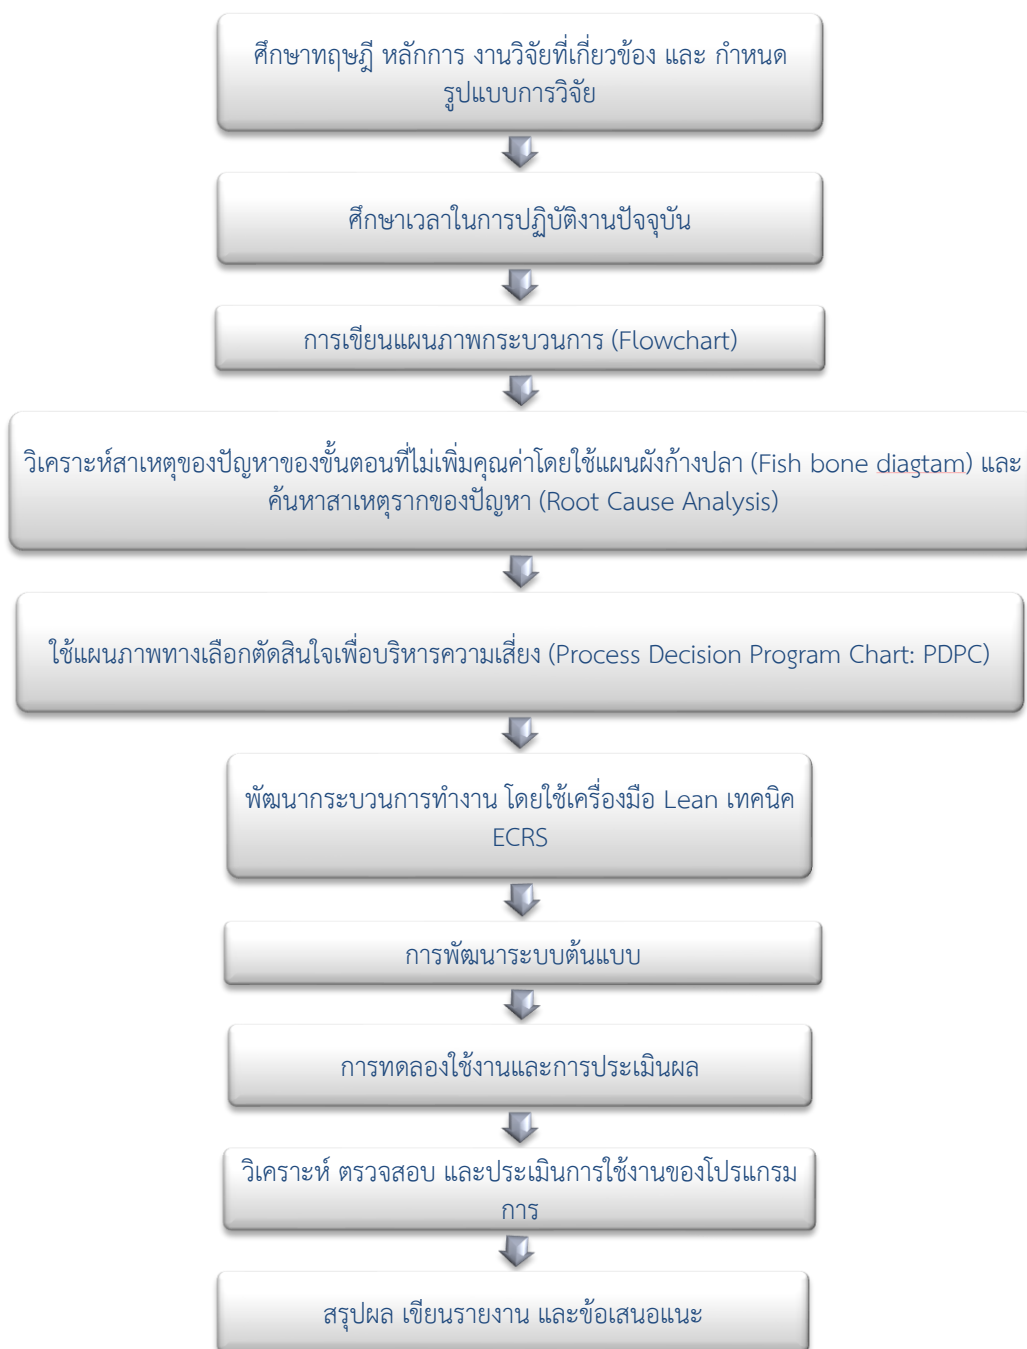 ศึกษาทฤษฎี หลักการ งานวิจัยที่เกี่ยวข้อง และ กำหนด
รูปแบบการวิจัย
ศึกษาเวลาในการปฏิบัติงานปัจจุบัน
การเขียนแผนภาพกระบวนการ (Flowchart)
วิเคราะห์สาเหตุของปัญหาของขั้นตอนที่ไม่เพิ่มคุณค่าโดยใช้แผนผังก้างปลา (Fish bone diagtam) และ
ค้นหาสาเหตุรากของปัญหา (Root Cause Analysis)
ใช้แผนภาพทางเลือกตัดสินใจเพื่อบริหารความเสี่ยง (Process Decision Program Chart: PDPC)
พัฒนากระบวนการทำงาน โดยใช้เครื่องมือ Lean เทคนิค
ECRS
การพัฒนาระบบต้นแบบ
การทดลองใช้งานและการประเมินผล
วิเคราะห์ ตรวจสอบ และประเมินการใช้งานของโปรแกรม
การ
สรุปผล เขียนรายงาน และข้อเสนอแนะ